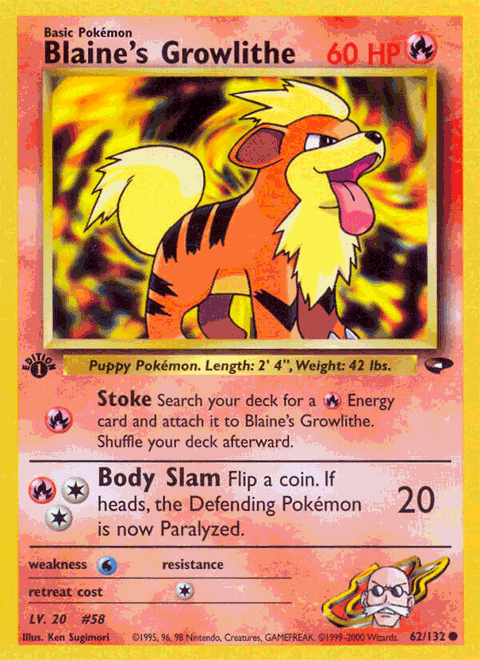 Basic Pokémon
Blaine's Growlithe 60 HP
EDITION
1
Puppy Pokémon. Length: 2' 4", Weight: 42 lbs.
Stoke Search your deck for a Energy
card and attach it to Blaine's Growlithe.
Shuffle your deck afterward.
Body Slam Flip a coin. If
heads, the Defending Pokémon 20
is now Paralyzed.
weakness resistance
retreat cost
LV. 20 #58
Illus. Ken Sugimori ©1995, 96, 98 Nintendo, Creatures, GAMEFREAK. ©1999-2000 Wizards. 62/132